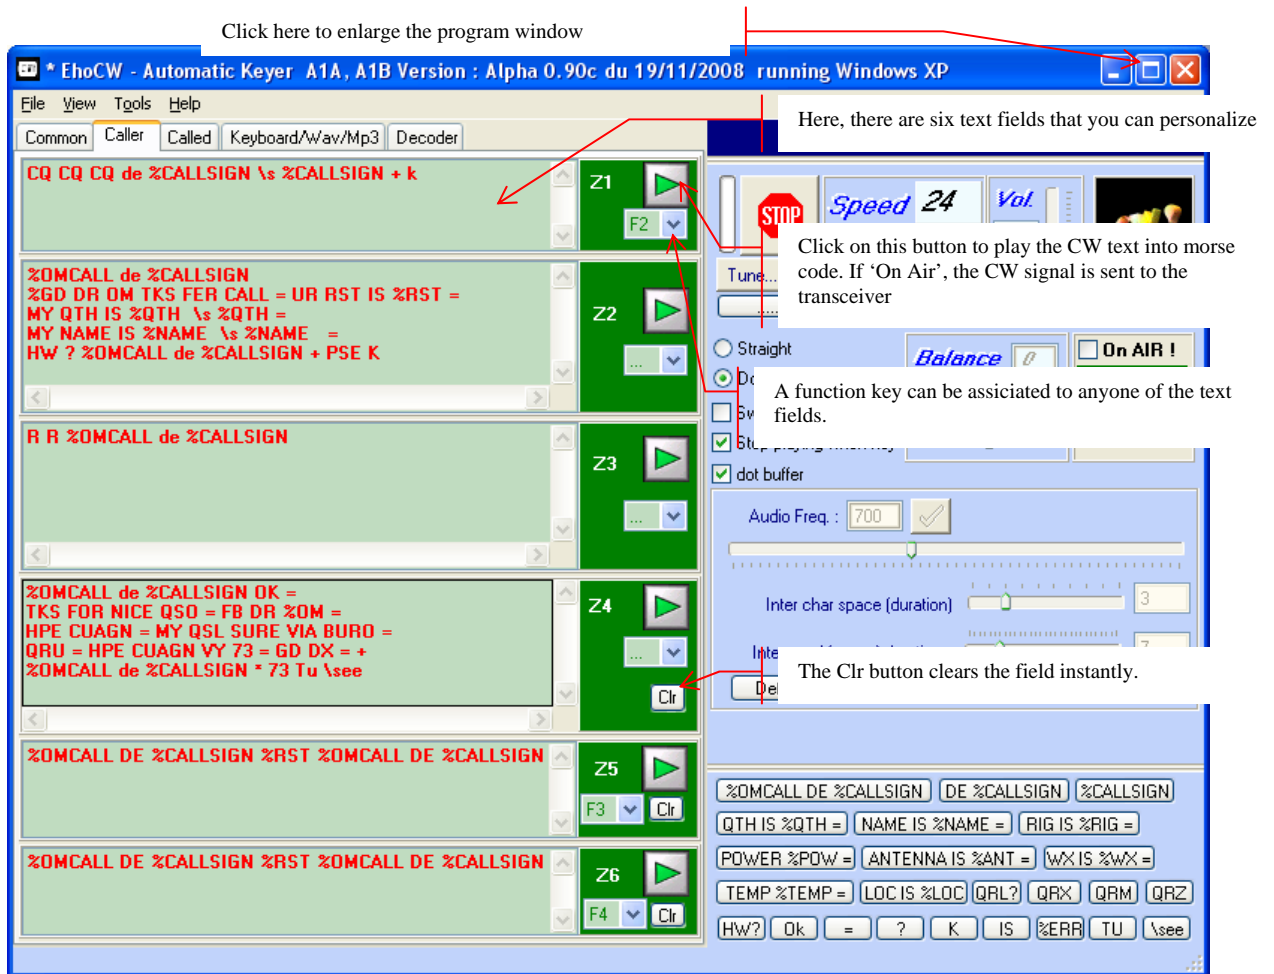 Click here to enlarge the program window
* EhoCW - Automatic Keyer A1A, A1B Version : Alpha 0.90c du 19/11/2008 running Windows XP
File View Tools Help
Here, there are six text fields that you can personalize
Common Caller Called Keyboard/Wav/Mp3 Decoder
CQ CQ CQ de %CALLSIGN \s %CALLSIGN + k
Z1
F2
STOP
Speed 24
Vol.
Click on this button to play the CW text into morse
code. If ‘On Air’, the CW signal is sent to the
transceiver
Tune...
%OMCALL de %CALLSIGN
%GD DR OM TKS FER CALL = UR RST IS %RST =
MY QTH IS %QTH \s %QTH =
MY NAME IS %NAME \s %NAME =
HW ? %OMCALL de %CALLSIGN + PSE K
Z2
...
Straight
Balance 0
On AIR !
A function key can be assiciated to anyone of the text
fields.
R R %OMCALL de %CALLSIGN
Z3
...
Stop playing when key
dot buffer
Audio Freq. : 700
%OMCALL de %CALLSIGN OK =
TKS FOR NICE QSO = FB DR %OM =
HPE CUAGN = MY QSL SURE VIA BURO =
QRU = HPE CUAGN VY 73 = GD DX = +
%OMCALL de %CALLSIGN * 73 Tu \see
Z4
...
Clr
Inter char space (duration) 3
7
The Clr button clears the field instantly.
%OMCALL DE %CALLSIGN %RST %OMCALL DE %CALLSIGN
Z5
F3 Clr
%OMCALL DE %CALLSIGN %RST %OMCALL DE %CALLSIGN
Z6
F4 Clr
%OMCALL DE %CALLSIGN DE %CALLSIGN %CALLSIGN
QTH IS %QTH = NAME IS %NAME = RIG IS %RIG =
POWER %POW = ANTENNA IS %ANT = WX IS %WX =
TEMP %TEMP = LOC IS %LOC QRL? QRX QRM QRZ
HW? Ok = ? K IS %ERR TU \see